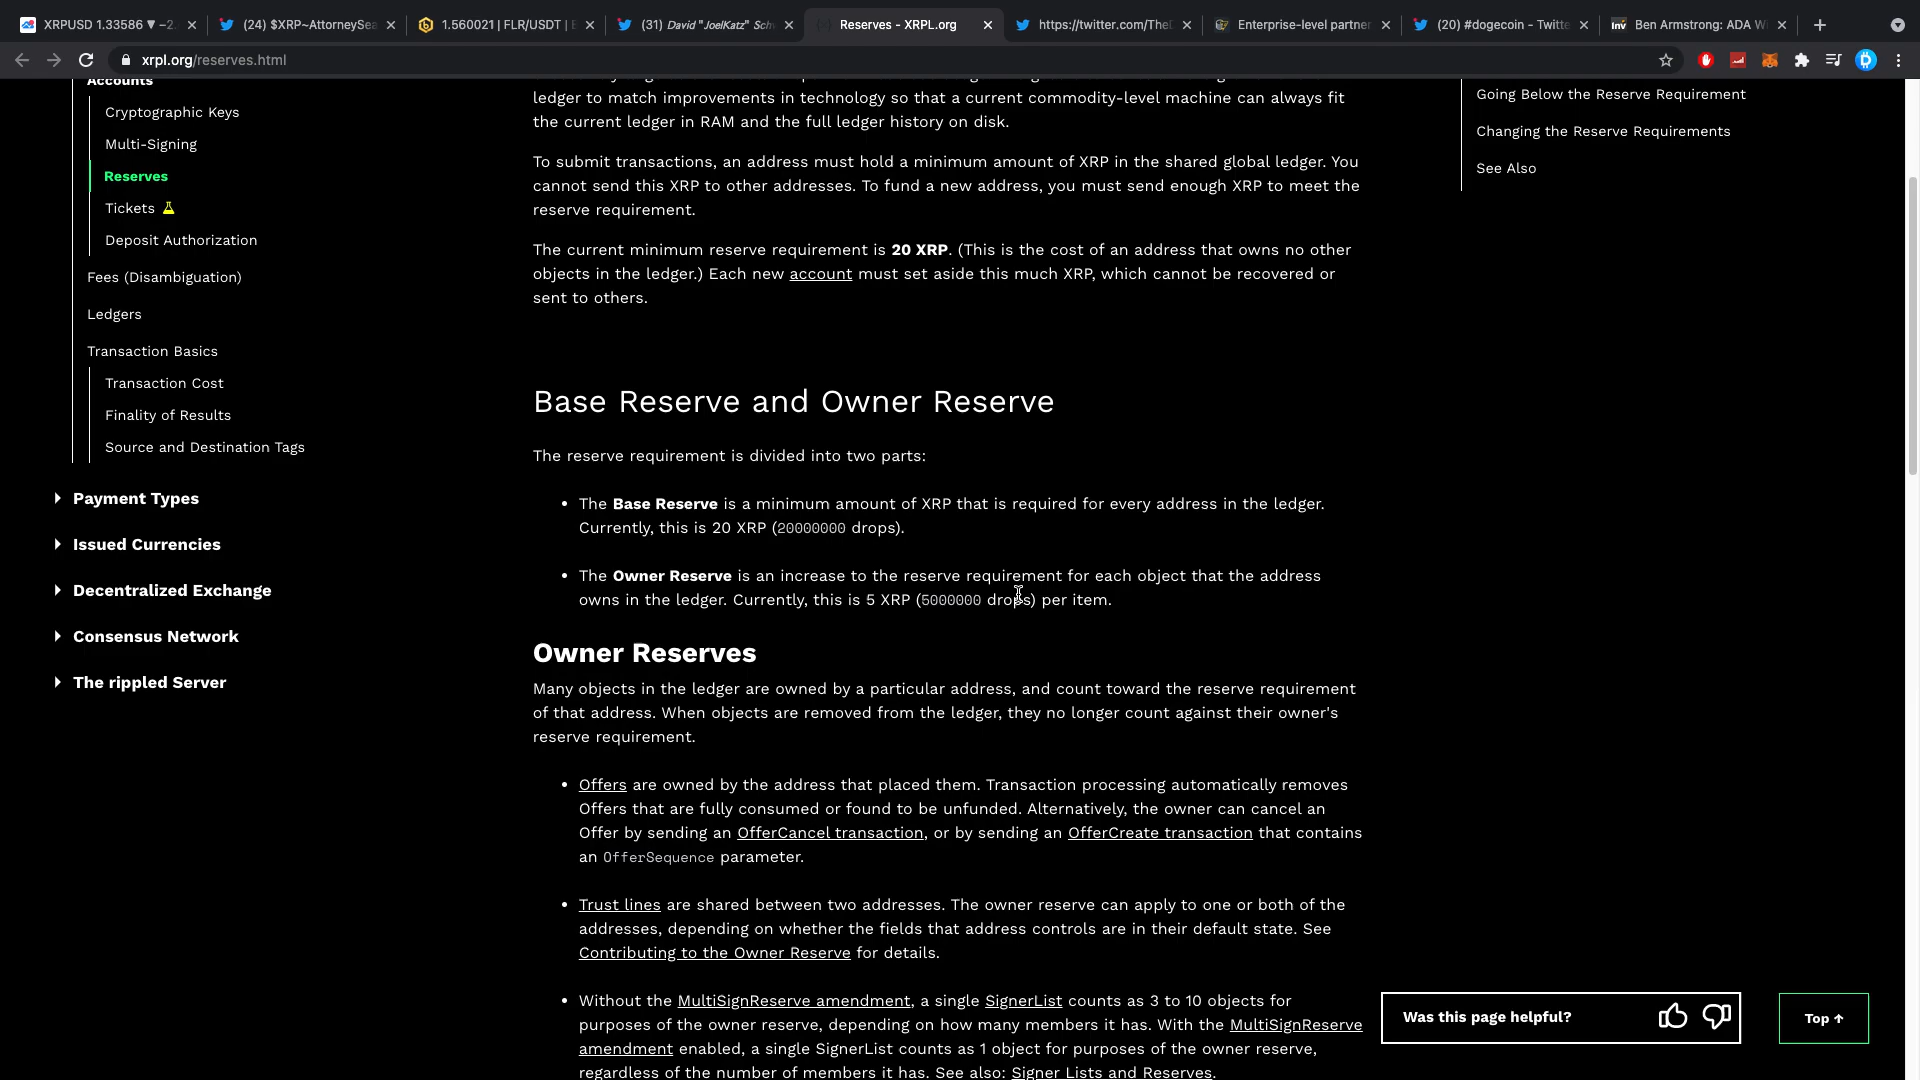 XRPUSD 1.33586 ▼ −2.
(24) $XRP~AttorneySea
1.560021 | FLR/USDT |
(31) David "JoelKatz" Sch
Reserves - XRPL.org
https://twitter.com/The
Enterprise-level partner
(20) #dogecoin - Twitte
Inv Ben Armstrong: ADA W
xrpl.org/reserves.html
Accounts
Cryptographic Keys
Multi-Signing
Reserves
Tickets
Deposit Authorization
Fees (Disambiguation)
Ledgers
Transaction Basics
Transaction Cost
Finality of Results
Source and Destination Tags
Payment Types
Issued Currencies
Decentralized Exchange
Consensus Network
The rippled Server
ledger to match improvements in technology so that a current commodity-level machine can always fit
the current ledger in RAM and the full ledger history on disk.
To submit transactions, an address must hold a minimum amount of XRP in the shared global ledger. You
cannot send this XRP to other addresses. To fund a new address, you must send enough XRP to meet the
reserve requirement.
The current minimum reserve requirement is 20 XRP. (This is the cost of an address that owns no other
objects in the ledger.) Each new account must set aside this much XRP, which cannot be recovered or
sent to others.
Base Reserve and Owner Reserve
The reserve requirement is divided into two parts:
• The Base Reserve is a minimum amount of XRP that is required for every address in the ledger.
Currently, this is 20 XRP (20000000 drops).
• The Owner Reserve is an increase to the reserve requirement for each object that the address
owns in the ledger. Currently, this is 5 XRP (5000000 drops) per item.
Owner Reserves
Many objects in the ledger are owned by a particular address, and count toward the reserve requirement
of that address. When objects are removed from the ledger, they no longer count against their owner's
reserve requirement.
• Offers are owned by the address that placed them. Transaction processing automatically removes
Offers that are fully consumed or found to be unfunded. Alternatively, the owner can cancel an
Offer by sending an OfferCancel transaction, or by sending an OfferCreate transaction that contains
an OfferSequence parameter.
• Trust lines are shared between two addresses. The owner reserve can apply to one or both of the
addresses, depending on whether the fields that address controls are in their default state. See
Contributing to the Owner Reserve for details.
• Without the MultiSignReserve amendment, a single SignerList counts as 3 to 10 objects for
purposes of the owner reserve, depending on how many members it has. With the MultiSignReserve
amendment enabled, a single SignerList counts as 1 object for purposes of the owner reserve,
regardless of the number of members it has. See also: Signer Lists and Reserves.
Going Below the Reserve Requirement
Changing the Reserve Requirements
See Also
Was this page helpful?
Top ↑